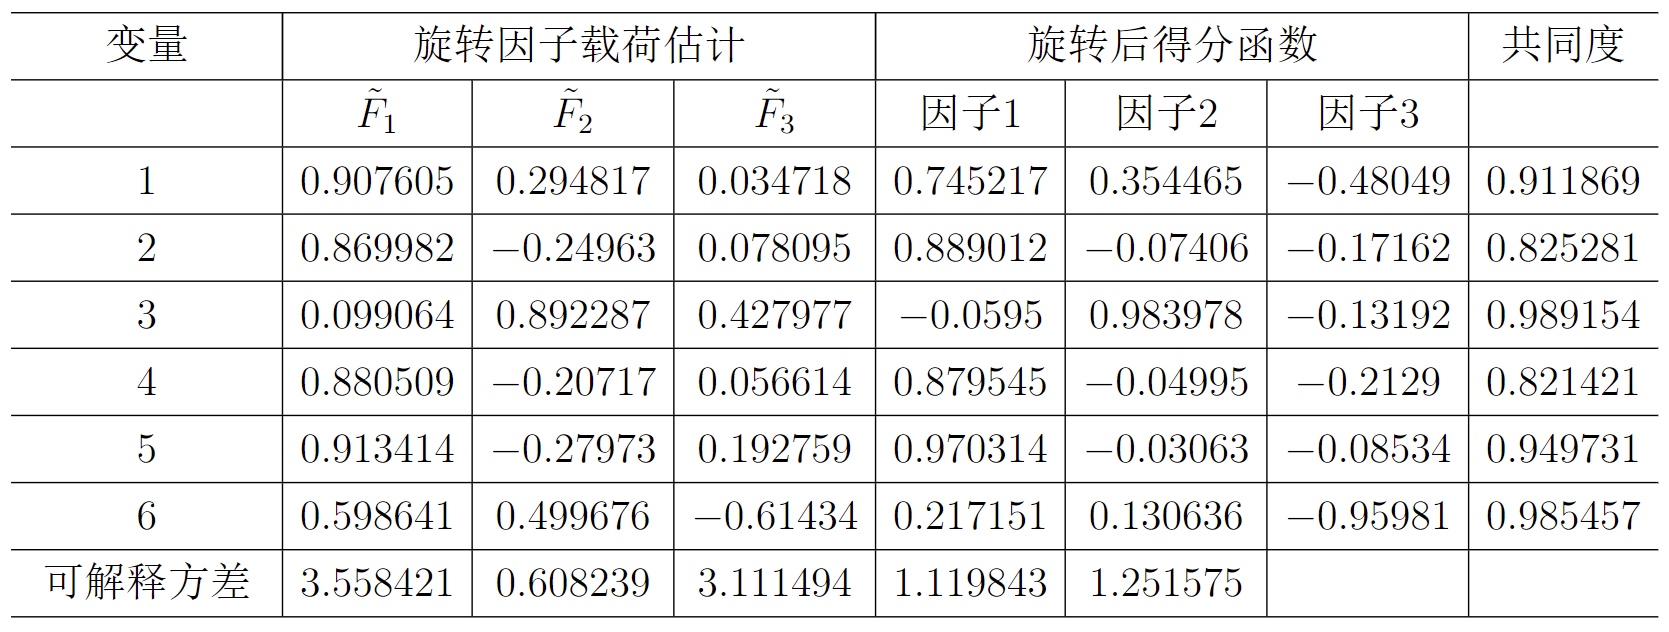 变量 旋转因子载荷估计 旋转后得分函数 共同度
F̃₁ F̃₂ F̃₃ 因子1 因子2 因子3
1 0.907605 0.294817 0.034718 0.745217 0.354465 −0.48049 0.911869
2 0.869982 −0.24963 0.078095 0.889012 −0.07406 −0.17162 0.825281
3 0.099064 0.892287 0.427977 −0.0595 0.983978 −0.13192 0.989154
4 0.880509 −0.20717 0.056614 0.879545 −0.04995 −0.2129 0.821421
5 0.913414 −0.27973 0.192759 0.970314 −0.03063 −0.08534 0.949731
6 0.598641 0.499676 −0.61434 0.217151 0.130636 −0.95981 0.985457
可解释方差 3.558421 0.608239 3.111494 1.119843 1.251575